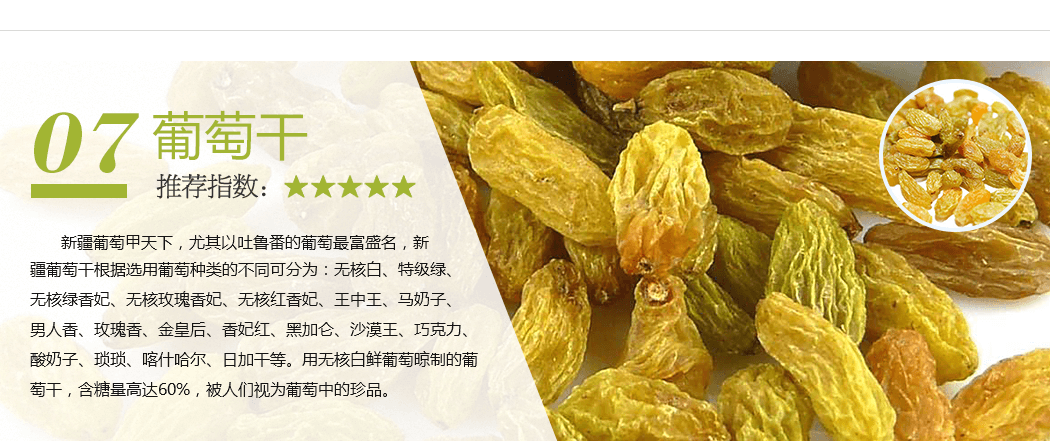 07 葡萄干
推荐指数：★★★★★
新疆葡萄甲天下，尤其以吐鲁番的葡萄最富盛名，新
疆葡萄干根据选用葡萄种类的不同可分为：无核白、特级绿、
无核绿香妃、无核玫瑰香妃、无核红香妃、王中王、马奶子、
男人香、玫瑰香、金皇后、香妃红、黑加仑、沙漠王、巧克力、
酸奶子、琐琐、喀什哈尔、日加干等。用无核白鲜葡萄晾制的葡
萄干，含糖量高达60%，被人们视为葡萄中的珍品。